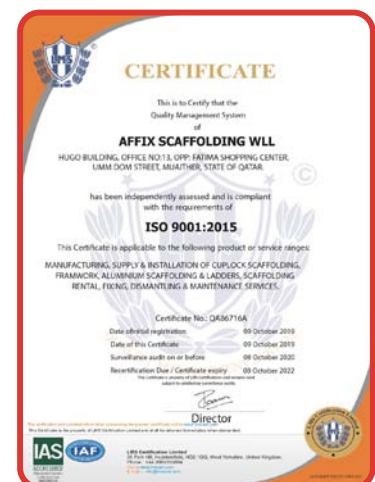 CERTIFICATE
This is to Certify that the
Quality Management System
of
AFFIX SCAFFOLDING WLL
HUGO BUILDING, OFFICE NO:13, OPP: FATIMA SHOPPING CENTER,
UMM DOM STREET, MUAITHER, STATE OF QATAR.
has been independently assessed and is compliant
with the requirements of
ISO 9001:2015
This Certificate is applicable to the following product or service ranges:
MANUFACTURING, SUPPLY & INSTALLATION OF CUPLOCK SCAFFOLDING,
FRAMWORK, ALUMINIUM SCAFFOLDING & LADDERS, SCAFFOLDING
RENTAL, FIXING, DISMANTLING & MAINTENANCE SERVICES.
Certificate No.: QA86716A
Date of initial registration 09 October 2019
Date of this Certificate 09 October 2019
Surveillance audit on or before 08 October 2020
Recertification Due / Certificate expiry 08 October 2022
Director
IAS
IAF
LMS Certification Limited